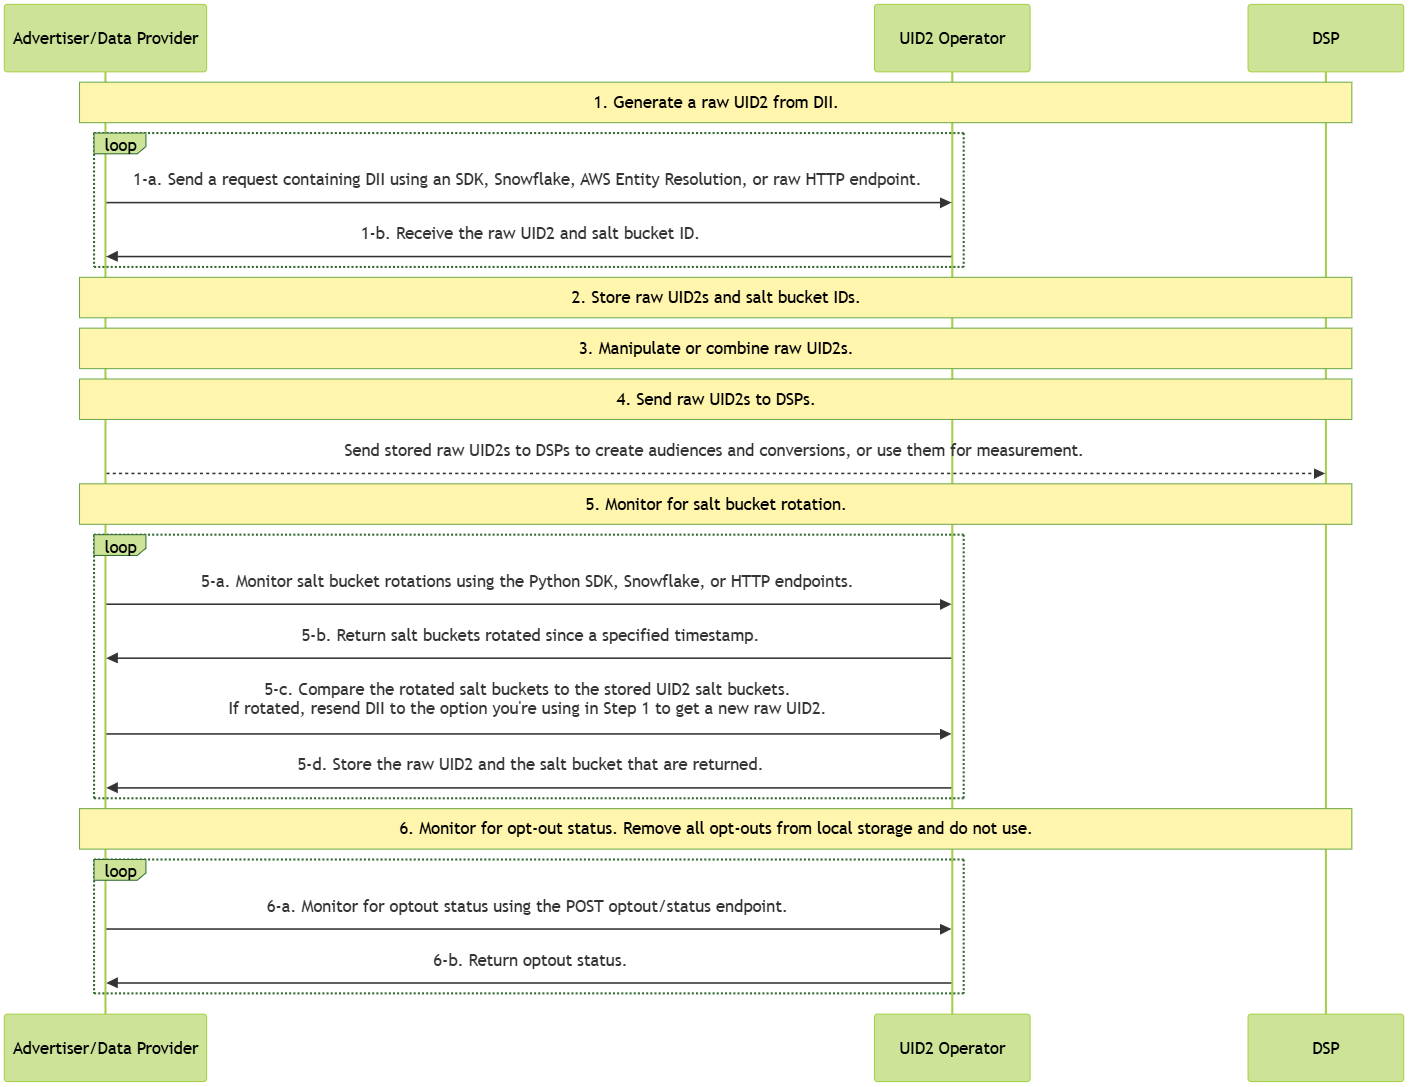 Advertiser/Data Provider
UID2 Operator
DSP
1. Generate a raw UID2 from DII.
loop
1-a. Send a request containing DII using an SDK, Snowflake, AWS Entity Resolution, or raw HTTP endpoint.
1-b. Receive the raw UID2 and salt bucket ID.
2. Store raw UID2s and salt bucket IDs.
3. Manipulate or combine raw UID2s.
4. Send raw UID2s to DSPs.
Send stored raw UID2s to DSPs to create audiences and conversions, or use them for measurement.
5. Monitor for salt bucket rotation.
loop
5-a. Monitor salt bucket rotations using the Python SDK, Snowflake, or HTTP endpoints.
5-b. Return salt buckets rotated since a specified timestamp.
5-c. Compare the rotated salt buckets to the stored UID2 salt buckets.
If rotated, resend DII to the option you're using in Step 1 to get a new raw UID2.
5-d. Store the raw UID2 and the salt bucket that are returned.
6. Monitor for opt-out status. Remove all opt-outs from local storage and do not use.
loop
6-a. Monitor for optout status using the POST optout/status endpoint.
6-b. Return optout status.
Advertiser/Data Provider
UID2 Operator
DSP